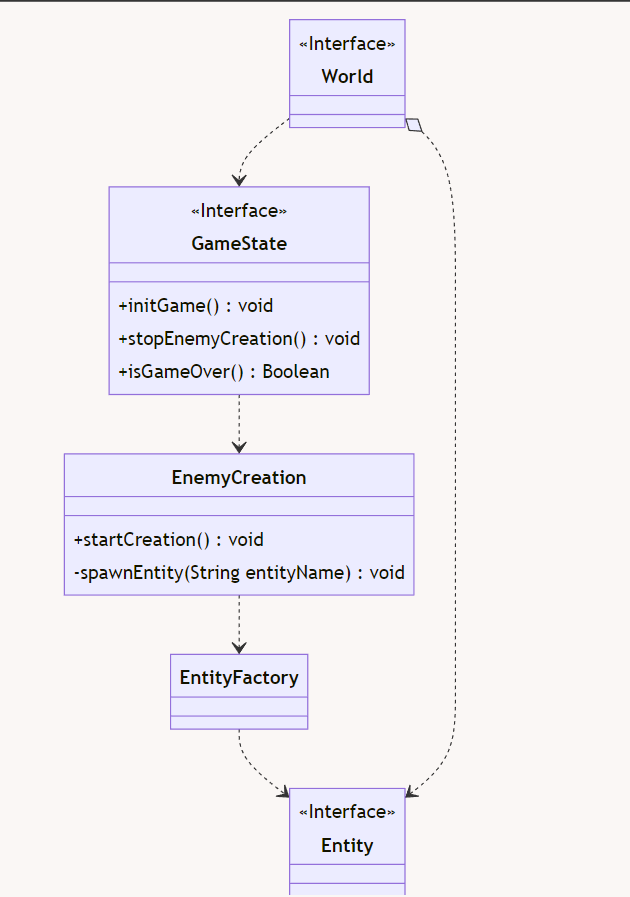 «Interface»
World
«Interface»
GameState
+initGame() : void
+stopEnemyCreation() : void
+isGameOver() : Boolean
EnemyCreation
+startCreation() : void
-spawnEntity(String entityName) : void
EntityFactory
«Interface»
Entity